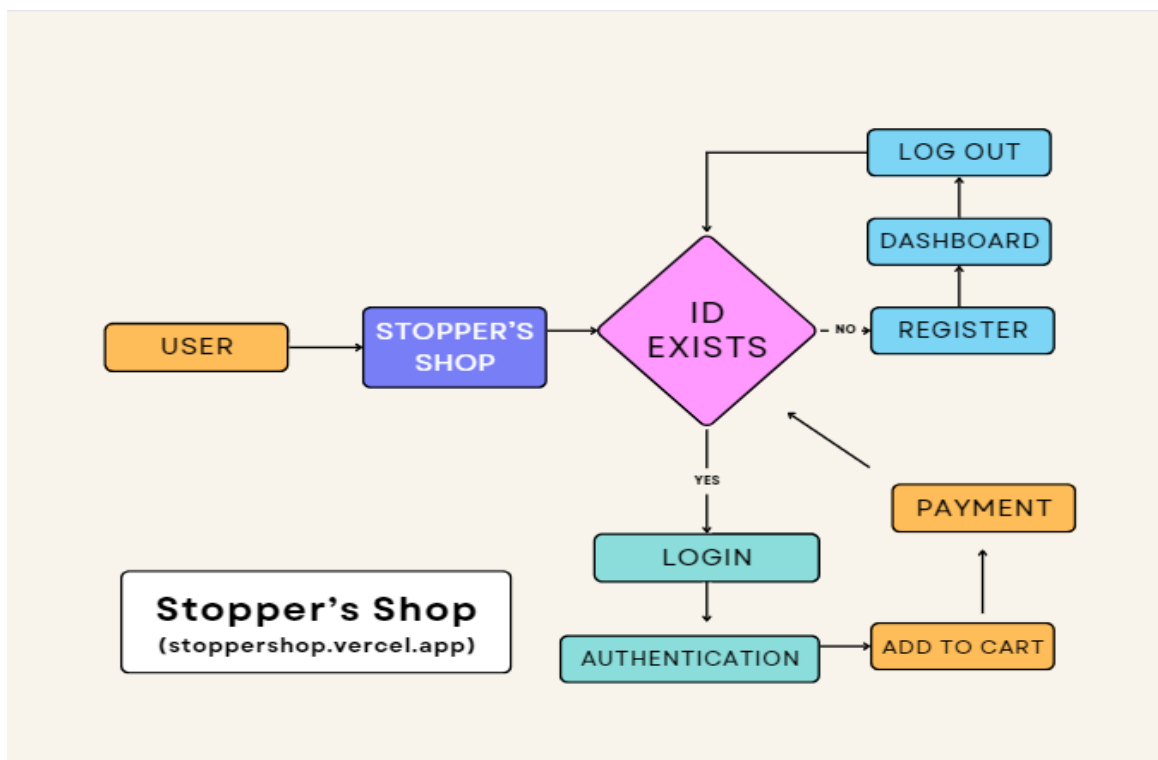 LOG OUT
DASHBOARD
ID
EXISTS
NO
REGISTER
USER
STOPPER'S
SHOP
YES
PAYMENT
LOGIN
Stopper's Shop
(stoppershop.vercel.app)
AUTHENTICATION
ADD TO CART